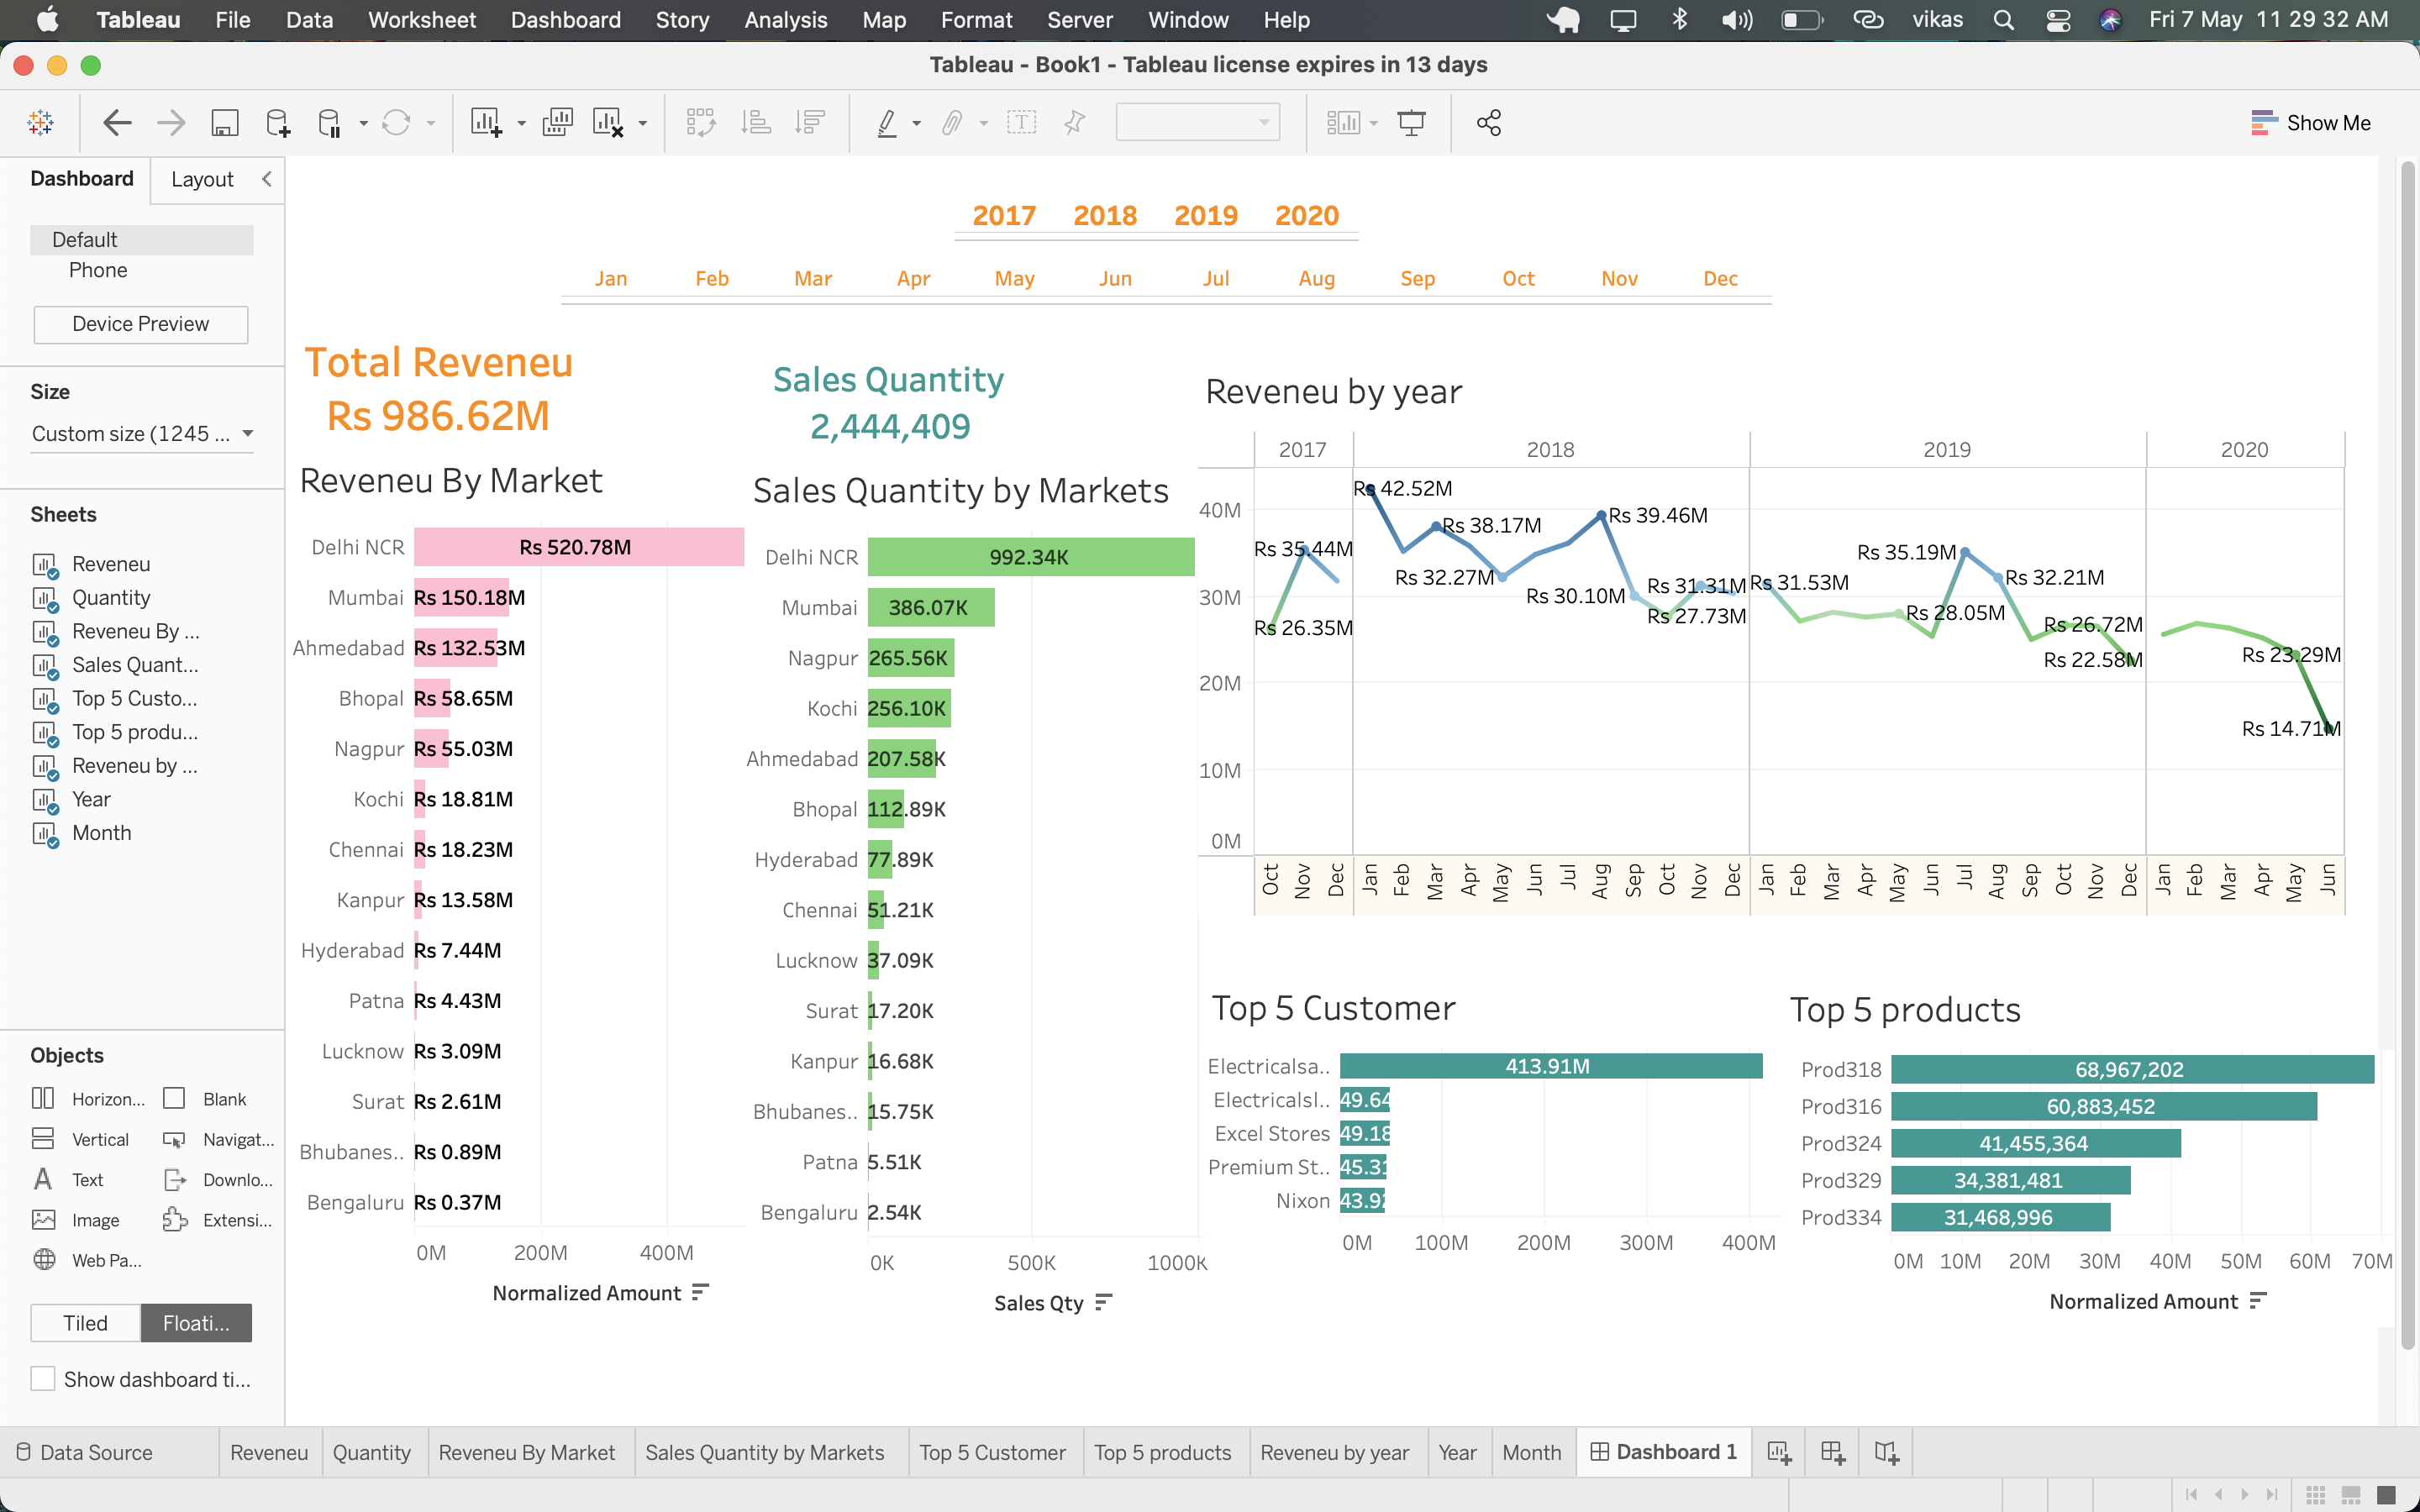 Tableau File Data Worksheet Dashboard Story Analysis Map Format Server Window Help vikas Fri 7 May 11 29 32 AM
Tableau - Book1 - Tableau license expires in 13 days
Show Me
Dashboard Layout
Default
Phone
Device Preview
Size
Custom size (1245 ...
Sheets
Reveneu
Quantity
Reveneu By ...
Sales Quant...
Top 5 Custo...
Top 5 produ...
Reveneu by ...
Year
Month
Objects
Horizon... Blank
Vertical Navigat...
Text Downlo...
Image Extensi...
Web Pa...
Tiled Floati...
Show dashboard ti...
2017 2018 2019 2020
Jan Feb Mar Apr May Jun Jul Aug Sep Oct Nov Dec
Total Reveneu
Rs 986.62M
Reveneu By Market
Delhi NCR Rs 520.78M
Mumbai Rs 150.18M
Ahmedabad Rs 132.53M
Bhopal Rs 58.65M
Nagpur Rs 55.03M
Kochi Rs 18.81M
Chennai Rs 18.23M
Kanpur Rs 13.58M
Hyderabad Rs 7.44M
Patna Rs 4.43M
Lucknow Rs 3.09M
Surat Rs 2.61M
Bhubanes.. Rs 0.89M
Bengaluru Rs 0.37M
0M 200M 400M
Normalized Amount
Sales Quantity
2,444,409
Sales Quantity by Markets
Delhi NCR 992.34K
Mumbai 386.07K
Nagpur 265.56K
Kochi 256.10K
Ahmedabad 207.58K
Bhopal 112.89K
Hyderabad 77.89K
Chennai 51.21K
Lucknow 37.09K
Surat 17.20K
Kanpur 16.68K
Bhubanes.. 15.75K
Patna 5.51K
Bengaluru 2.54K
0K 500K 1000K
Sales Qty
Reveneu by year
2017 2018 2019 2020
40M
30M
20M
10M
0M
Rs 42.52M
Rs 39.46M
Rs 38.17M
Rs 35.44M
Rs 35.19M
Rs 32.27M
Rs 32.21M
Rs 31.31M
Rs 31.53M
Rs 30.10M
Rs 28.05M
Rs 27.73M
Rs 26.35M
Rs 26.72M
Rs 22.58M
Rs 23.29M
Rs 14.71M
Oct Nov Dec Jan Feb Mar Apr May Jun Jul Aug Sep Oct Nov Dec Jan Feb Mar Apr May Jun Jul Aug Sep Oct Nov Dec Jan Feb Mar Apr May Jun
Top 5 Customer
Electricalsa.. 413.91M
Electricalsl.. 49.64
Excel Stores 49.18
Premium St.. 45.31
Nixon 43.92
0M 100M 200M 300M 400M
Top 5 products
Prod318 68,967,202
Prod316 60,883,452
Prod324 41,455,364
Prod329 34,381,481
Prod334 31,468,996
0M 10M 20M 30M 40M 50M 60M 70M
Normalized Amount
Data Source Reveneu Quantity Reveneu By Market Sales Quantity by Markets Top 5 Customer Top 5 products Reveneu by year Year Month Dashboard 1